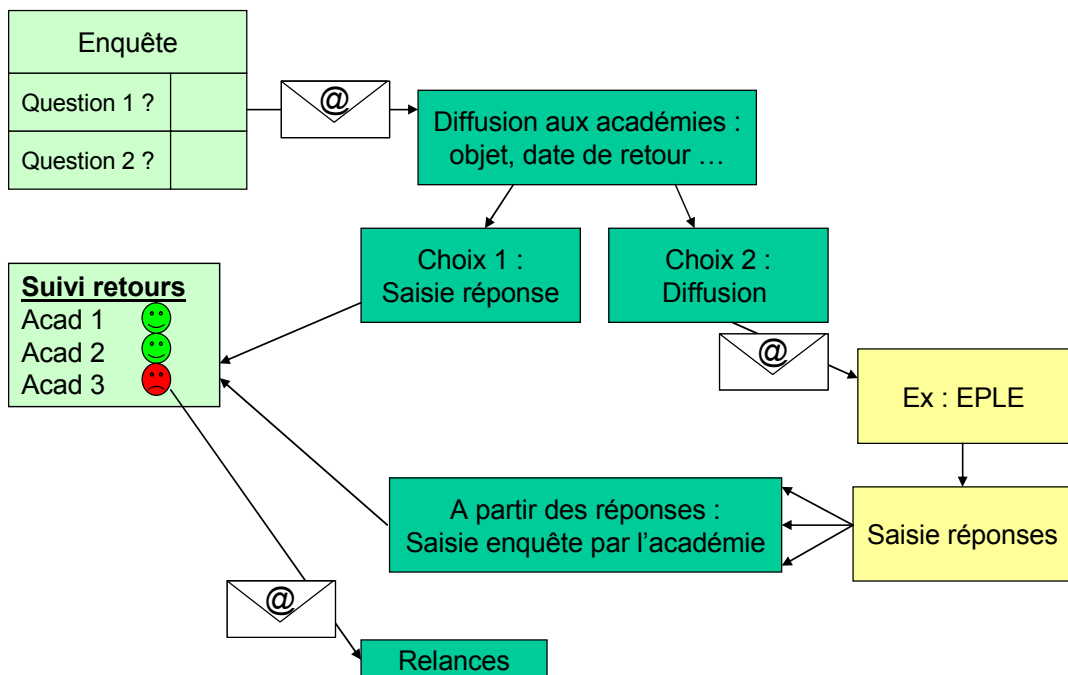 Enquête
Question 1 ?
Question 2 ?
@
Diffusion aux académies :
objet, date de retour …
Choix 1 :
Saisie réponse
Choix 2 :
Diffusion
Suivi retours
Acad 1
Acad 2
Acad 3
@
Ex : EPLE
A partir des réponses :
Saisie enquête par l’académie
Saisie réponses
@
Relances